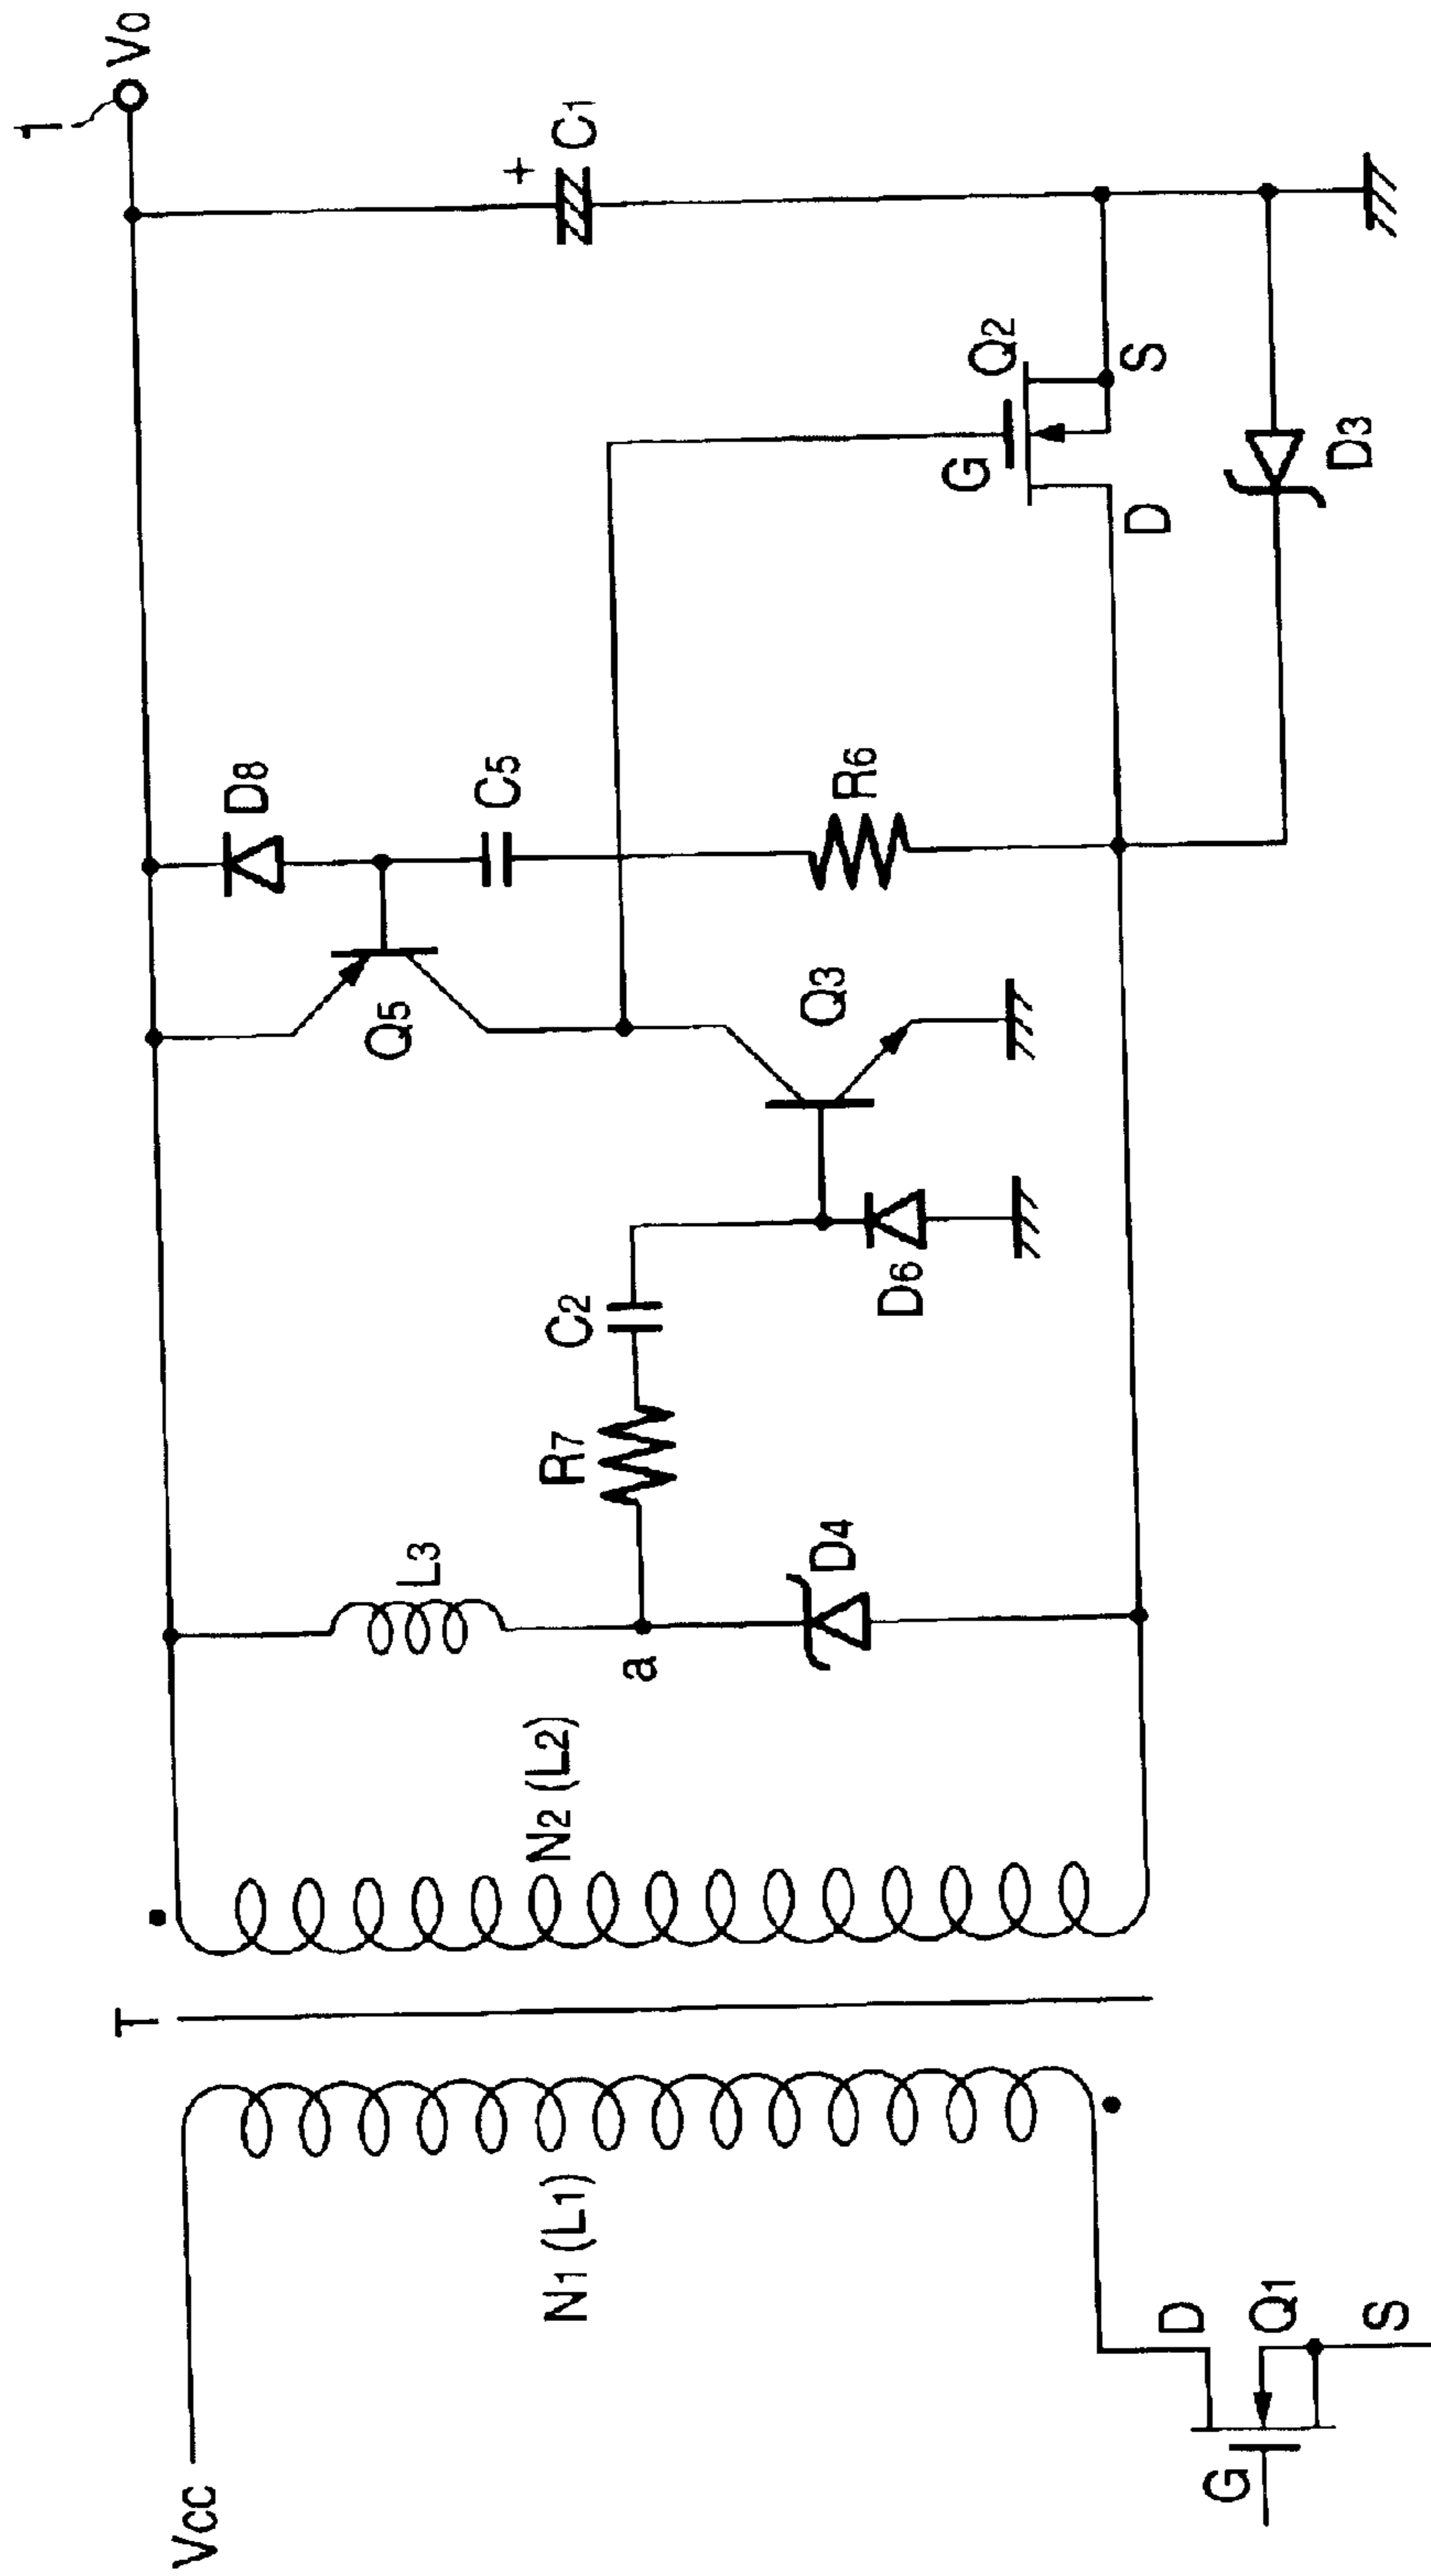 1
Vo
+
C1
D8
C5
R6
Q2
G
S
D
D3
Q5
Q3
C2
R7
D6
L3
a
D4
T
N2 (L2)
N1 (L1)
Vcc
D
Q1
G
S